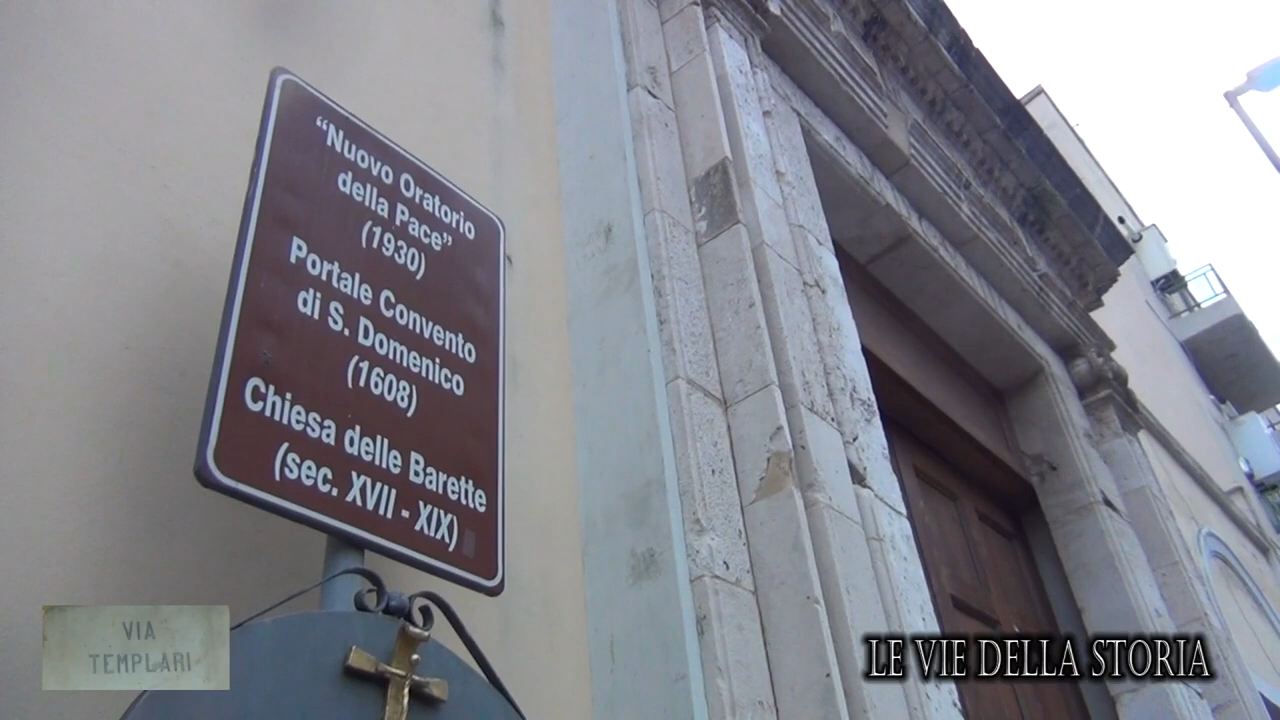 “Nuovo Oratorio
della Pace”
(1930)
Portale Convento
di S. Domenico
(1608)
Chiesa delle Barette
(sec. XVII - XIX)
VIA
TEMPLARI
LE VIE DELLA STORIA